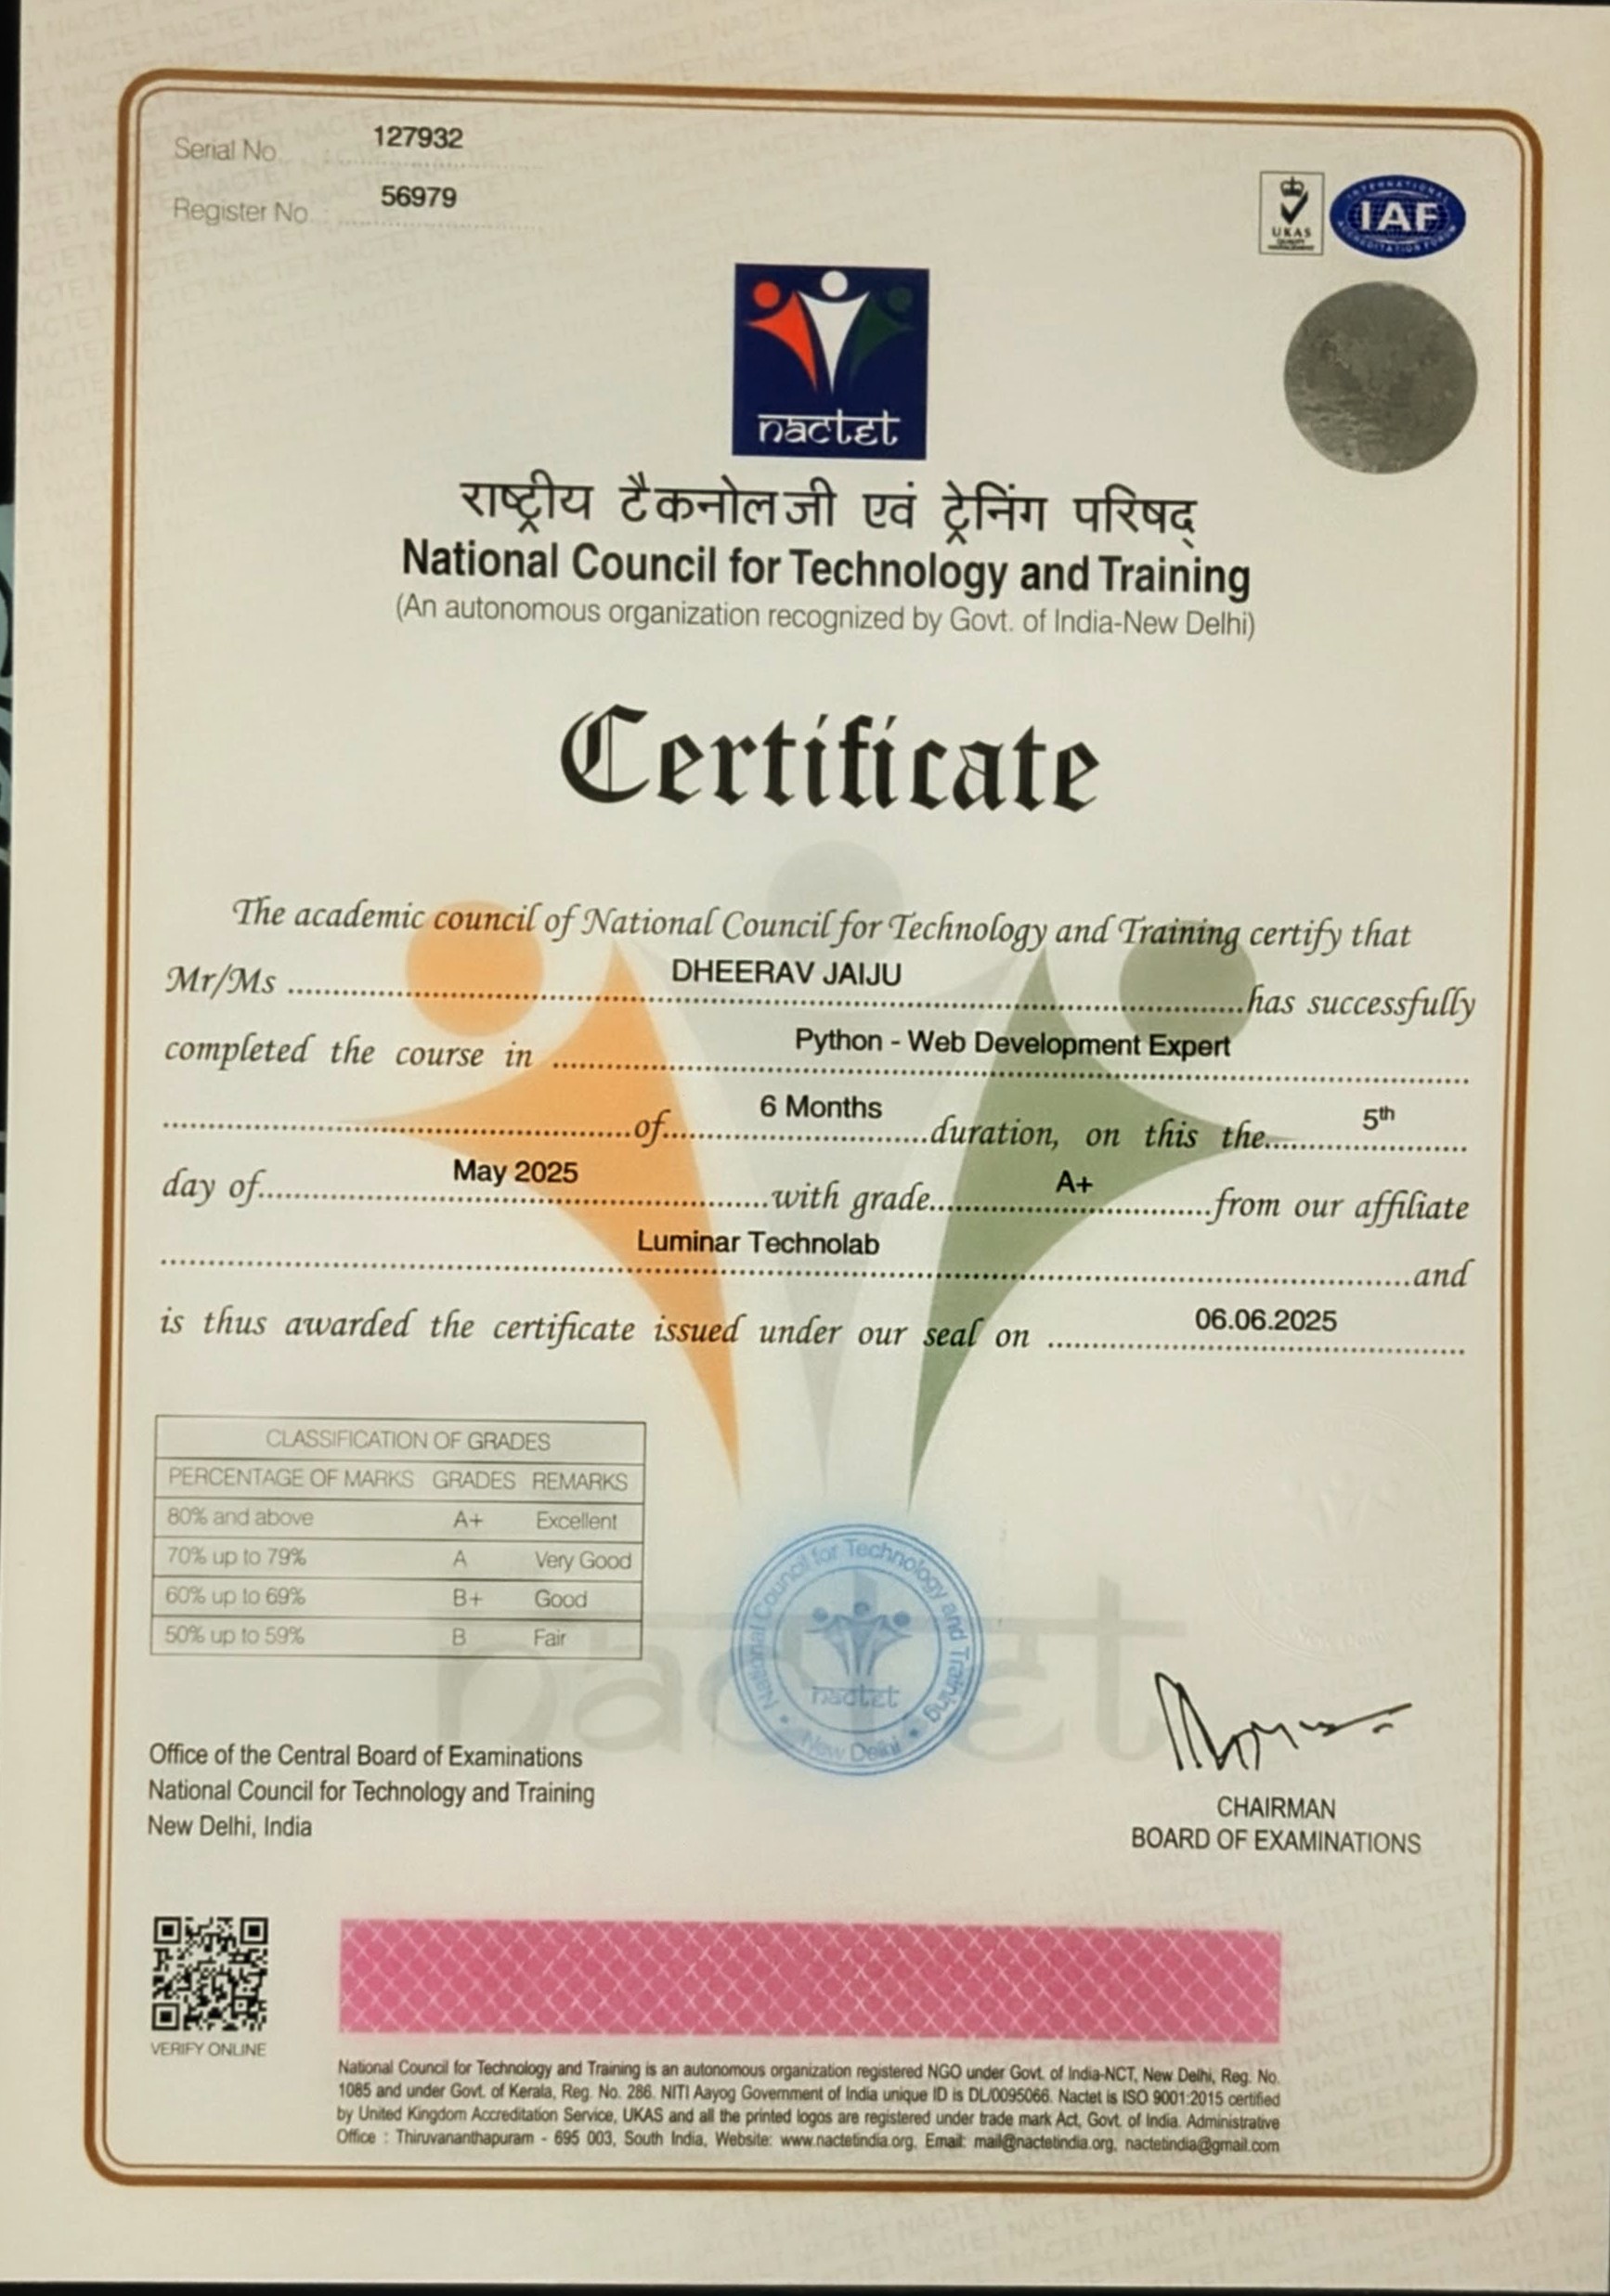 Serial No : 127932
Register No : 56979
UKAS
QUALITY
MANAGEMENT
INTERNATIONAL
IAF
ACCREDITATION FORUM
nactet
राष्ट्रीय टैकनोलजी एवं ट्रेनिंग परिषद्
National Council for Technology and Training
(An autonomous organization recognized by Govt. of India-New Delhi)
Certificate
The academic council of National Council for Technology and Training certify that
Mr/Ms DHEERAV JAIJU has successfully
completed the course in Python - Web Development Expert
of 6 Months duration, on this the 5th
day of May 2025 with grade A+ from our affiliate
Luminar Technolab and
is thus awarded the certificate issued under our seal on 06.06.2025
CLASSIFICATION OF GRADES
PERCENTAGE OF MARKS GRADES REMARKS
80% and above A+ Excellent
70% up to 79% A Very Good
60% up to 69% B+ Good
50% up to 59% B Fair
nactet
National Council for Technology and Training
nactet
• New Delhi •
Office of the Central Board of Examinations
National Council for Technology and Training
New Delhi, India
CHAIRMAN
BOARD OF EXAMINATIONS
VERIFY ONLINE
National Council for Technology and Training is an autonomous organization registered NGO under Govt. of India-NCT, New Delhi, Reg. No.
1085 and under Govt. of Kerala, Reg. No. 286. NITI Aayog Government of India unique ID is DL/0095066. Nactet is ISO 9001:2015 certified
by United Kingdom Accreditation Service, UKAS and all the printed logos are registered under trade mark Act, Govt. of India. Administrative
Office : Thiruvananthapuram - 695 003, South India, Website: www.nactetindia.org, Email: mail@nactetindia.org, nactetindia@gmail.com